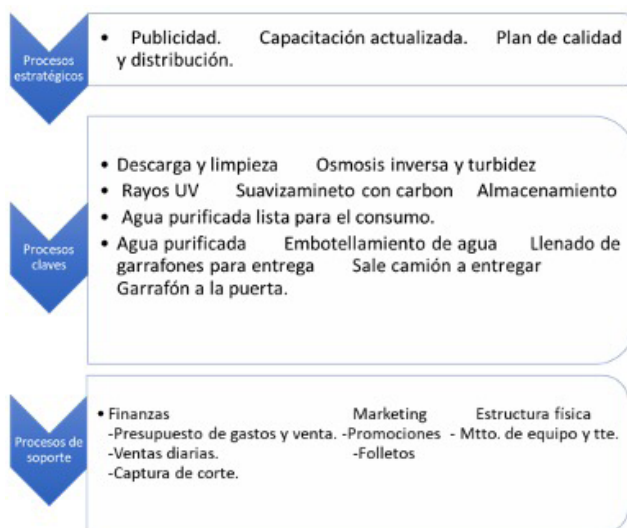 Procesos
estratégicos
• Publicidad. Capacitación actualizada. Plan de calidad
y distribución.
Procesos
claves
• Descarga y limpieza Osmosis inversa y turbidez
• Rayos UV Suavizamineto con carbon Almacenamiento
• Agua purificada lista para el consumo.
• Agua purificada Embotellamiento de agua Llenado de
garrafones para entrega Sale camión a entregar
Garrafón a la puerta.
Procesos de
soporte
• Finanzas Marketing Estructura física
-Presupuesto de gastos y venta. -Promociones - Mtto. de equipo y tte.
-Ventas diarias. -Folletos
-Captura de corte.